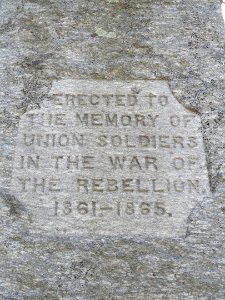 ERECTED TO
THE MEMORY OF
UNION SOLDIERS
IN THE WAR OF
THE REBELLION.
1861-1865.